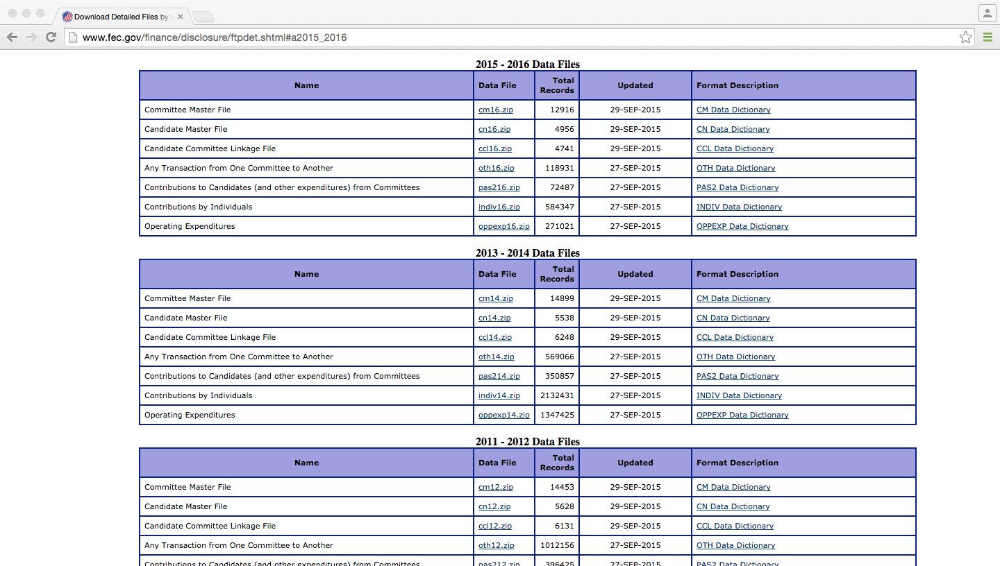 Download Detailed Files by
www.fec.gov/finance/disclosure/ftpdet.shtml#a2015_2016
2015 - 2016 Data Files
Name Data File Total Records Updated Format Description
Committee Master File cm16.zip 12916 29-SEP-2015 CM Data Dictionary
Candidate Master File cn16.zip 4956 29-SEP-2015 CN Data Dictionary
Candidate Committee Linkage File ccl16.zip 4741 29-SEP-2015 CCL Data Dictionary
Any Transaction from One Committee to Another oth16.zip 118931 27-SEP-2015 OTH Data Dictionary
Contributions to Candidates (and other expenditures) from Committees pas216.zip 72487 27-SEP-2015 PAS2 Data Dictionary
Contributions by Individuals indiv16.zip 584347 27-SEP-2015 INDIV Data Dictionary
Operating Expenditures oppexp16.zip 271021 27-SEP-2015 OPPEXP Data Dictionary
2013 - 2014 Data Files
Name Data File Total Records Updated Format Description
Committee Master File cm14.zip 14899 29-SEP-2015 CM Data Dictionary
Candidate Master File cn14.zip 5538 29-SEP-2015 CN Data Dictionary
Candidate Committee Linkage File ccl14.zip 6248 29-SEP-2015 CCL Data Dictionary
Any Transaction from One Committee to Another oth14.zip 569066 27-SEP-2015 OTH Data Dictionary
Contributions to Candidates (and other expenditures) from Committees pas214.zip 350857 27-SEP-2015 PAS2 Data Dictionary
Contributions by Individuals indiv14.zip 2132431 27-SEP-2015 INDIV Data Dictionary
Operating Expenditures oppexp14.zip 1347425 27-SEP-2015 OPPEXP Data Dictionary
2011 - 2012 Data Files
Name Data File Total Records Updated Format Description
Committee Master File cm12.zip 14453 29-SEP-2015 CM Data Dictionary
Candidate Master File cn12.zip 5628 29-SEP-2015 CN Data Dictionary
Candidate Committee Linkage File ccl12.zip 6131 29-SEP-2015 CCL Data Dictionary
Any Transaction from One Committee to Another oth12.zip 1012156 27-SEP-2015 OTH Data Dictionary
Contributions to Candidates (and other expenditures) from Committees pas212.zip 396425 27-SEP-2015 PAS2 Data Dictionary